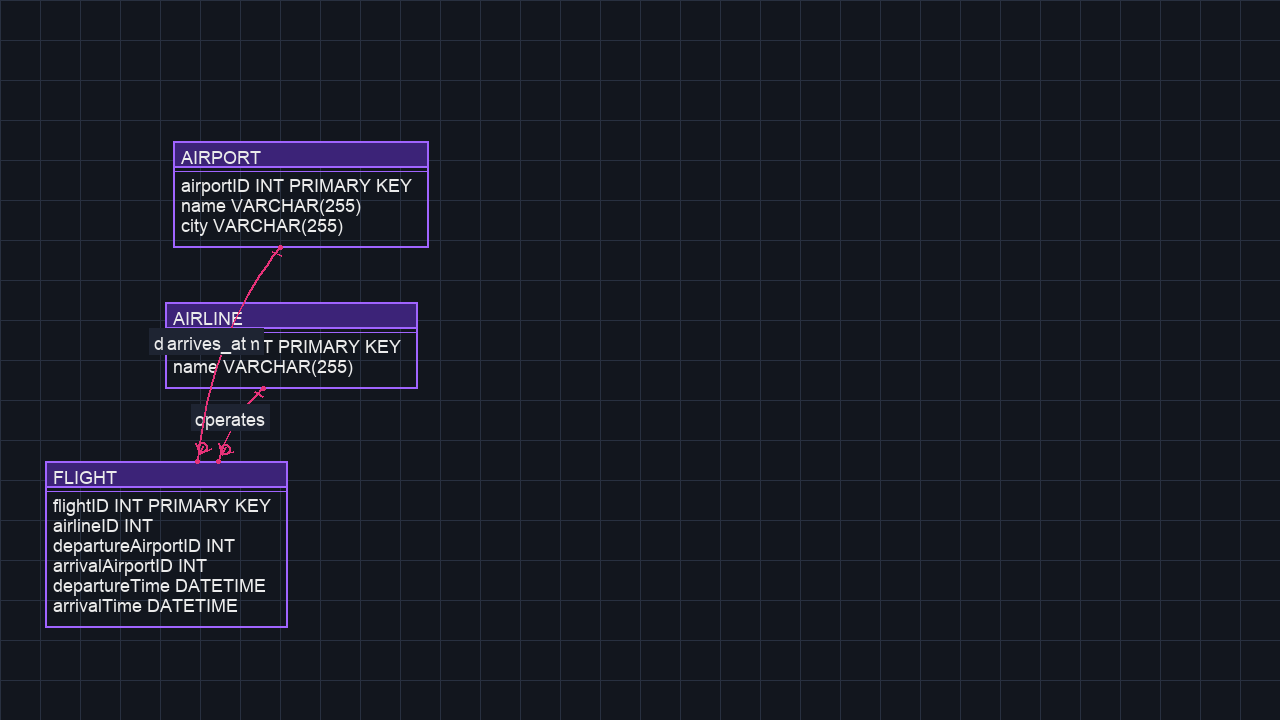 AIRPORT
airportID INT PRIMARY KEY
name VARCHAR(255)
city VARCHAR(255)
AIRLINE
arrives_at
PRIMARY KEY
name VARCHAR(255)
operates
FLIGHT
flightID INT PRIMARY KEY
airlineID INT
departureAirportID INT
arrivalAirportID INT
departureTime DATETIME
arrivalTime DATETIME